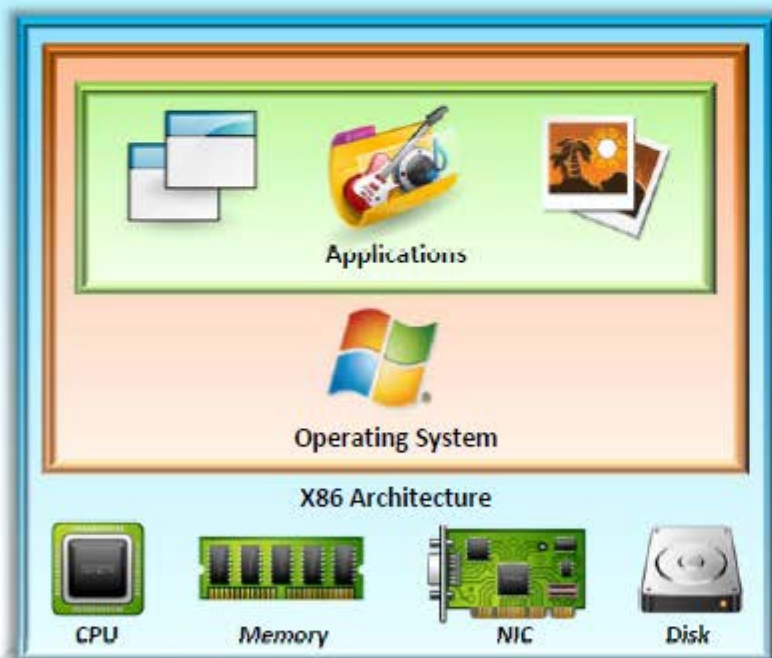 Applications
Operating System
X86 Architecture
CPU Memory NIC Disk